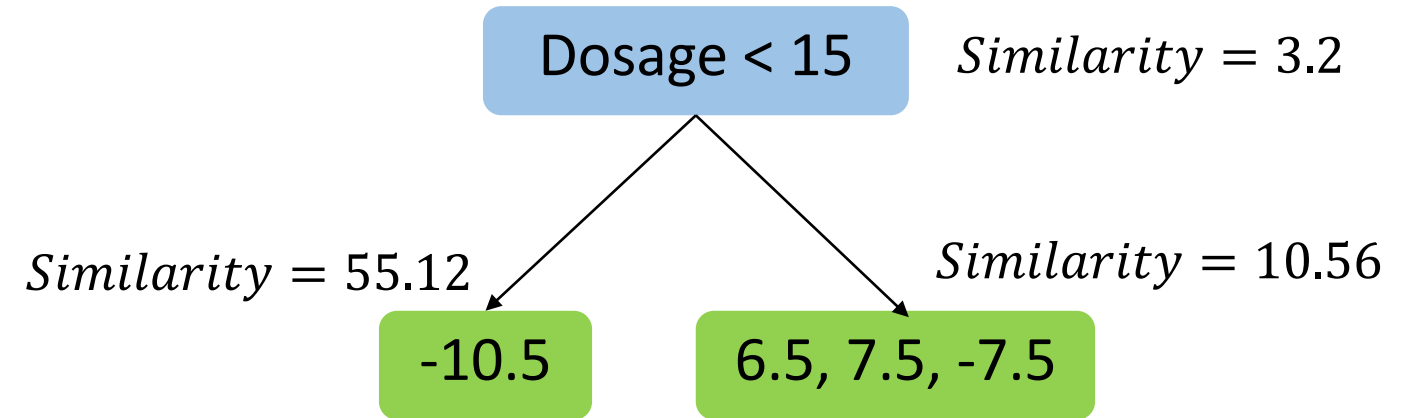 Dosage < 15
Similarity = 3.2
Similarity = 55.12
Similarity = 10.56
-10.5
6.5, 7.5, -7.5